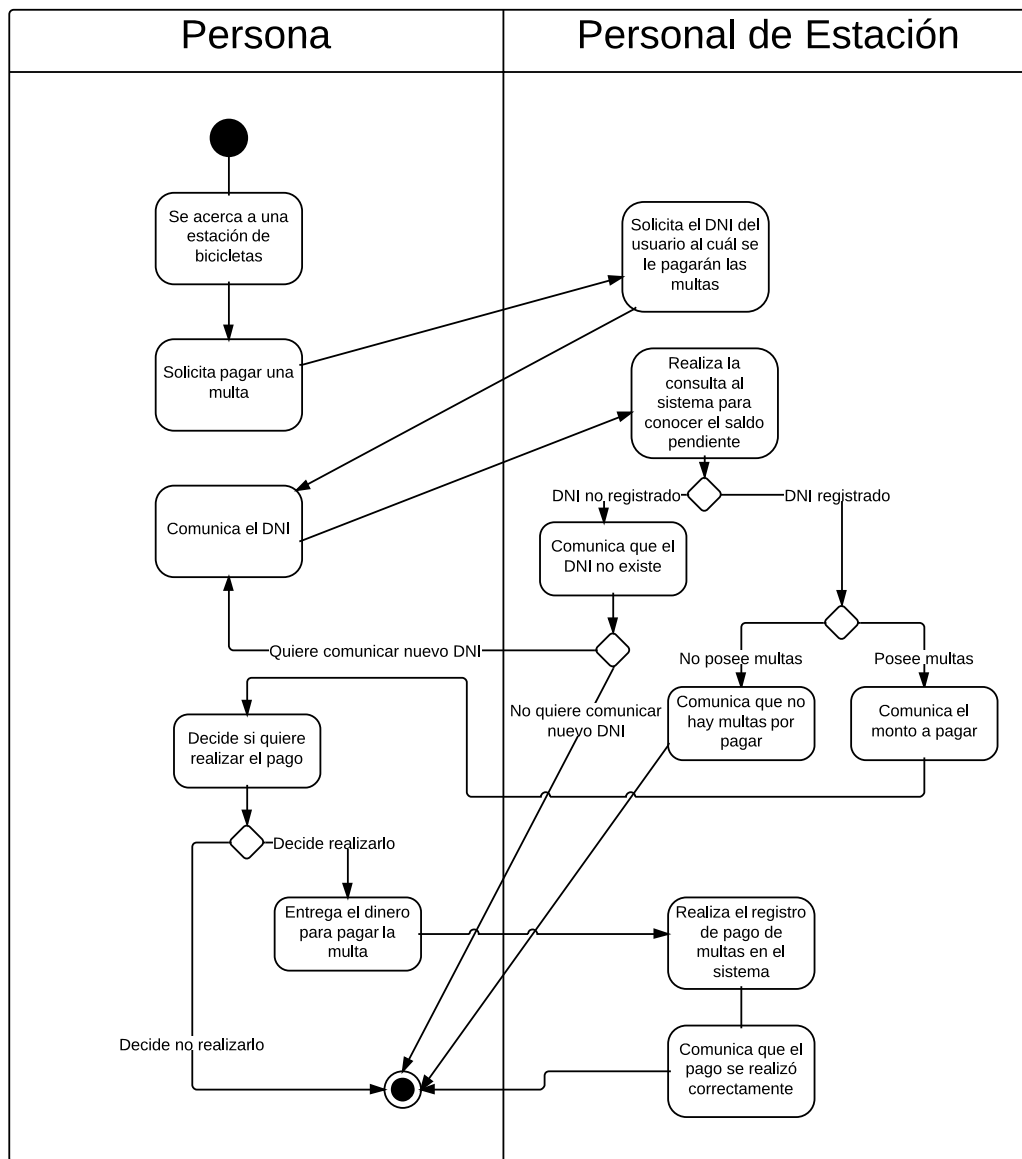 Persona
Personal de Estación
Se acerca a una
estación de
bicicletas
Solicita el DNI del
usuario al cuál se
le pagarán las
multas
Solicita pagar una
multa
Realiza la
consulta al
sistema para
conocer el saldo
pendiente
Comunica el DNI
DNI no registrado
DNI registrado
Comunica que el
DNI no existe
Quiere comunicar nuevo DNI
No posee multas
Posee multas
No quiere comunicar
nuevo DNI
Comunica que no
hay multas por
pagar
Comunica el
monto a pagar
Decide si quiere
realizar el pago
Decide realizarlo
Entrega el dinero
para pagar la
multa
Realiza el registro
de pago de
multas en el
sistema
Decide no realizarlo
Comunica que el
pago se realizó
correctamente